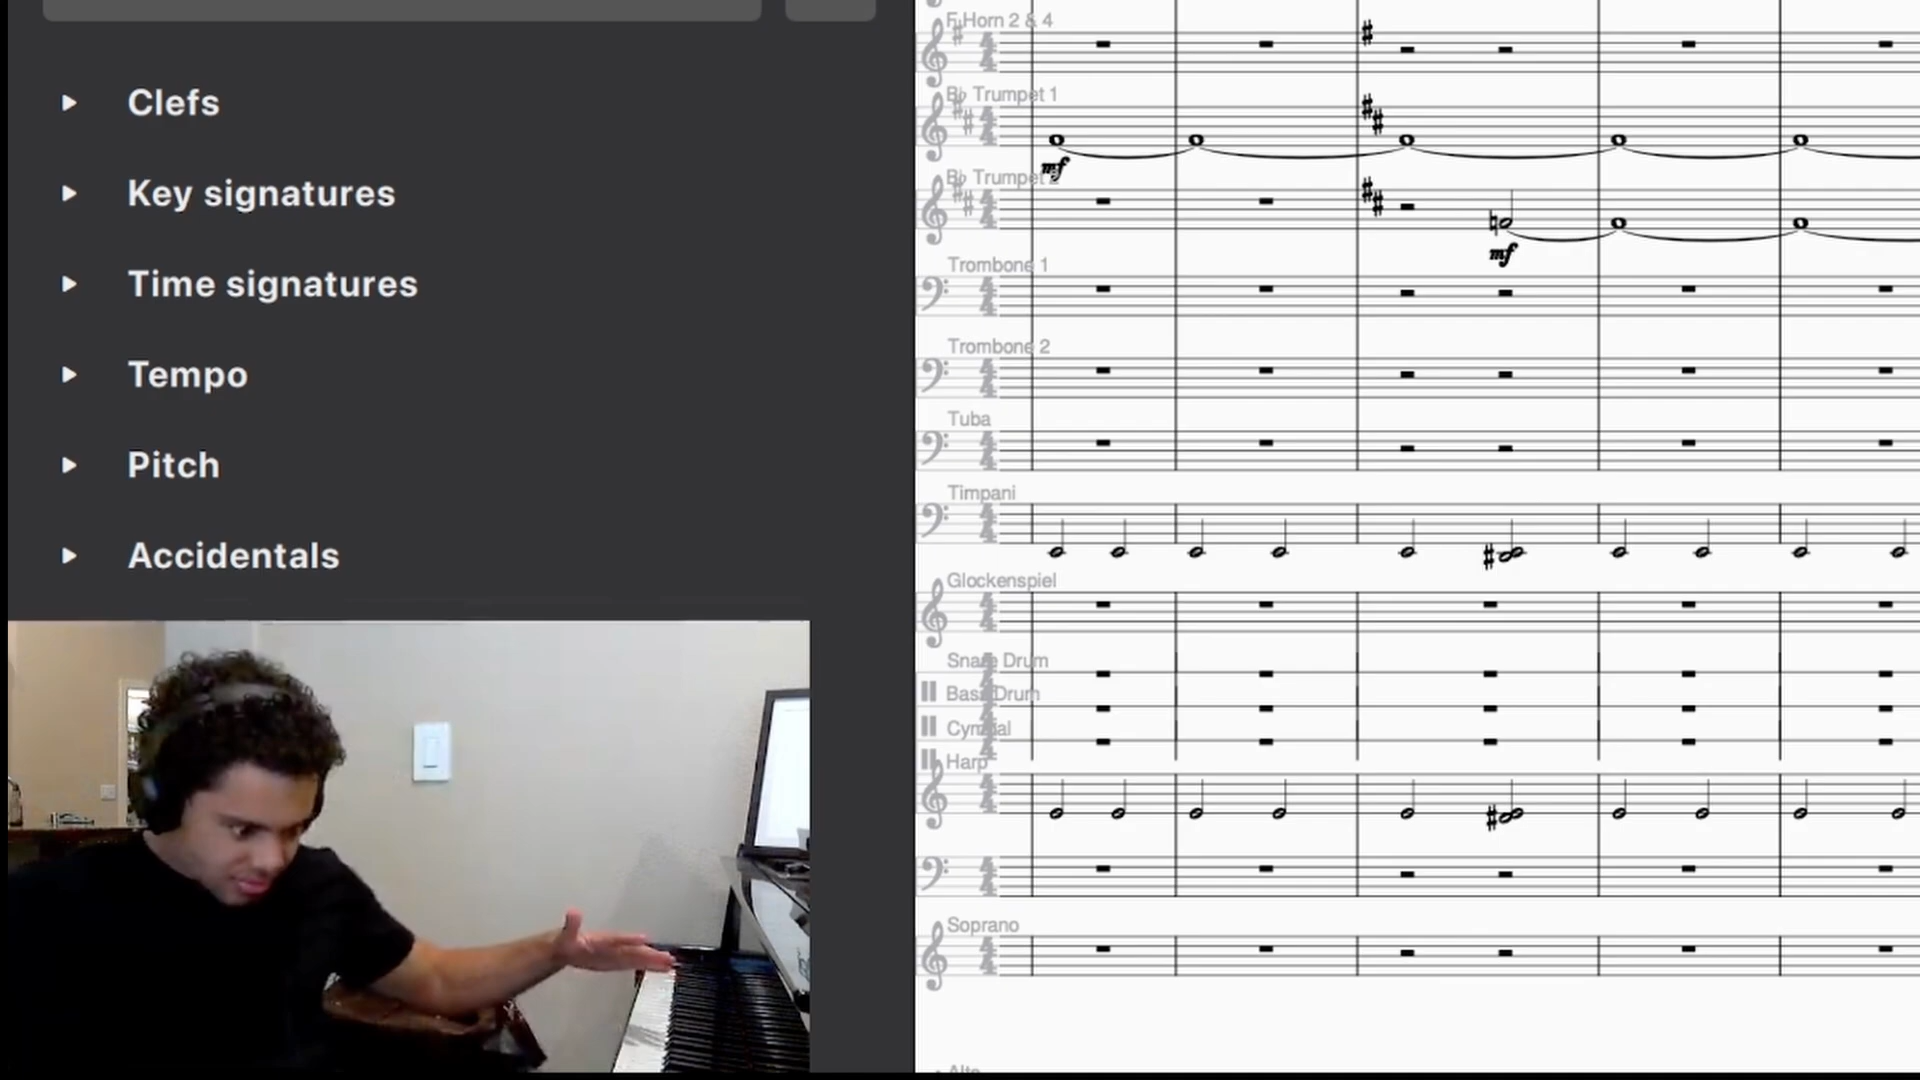 Clefs
Key signatures
Time signatures
Tempo
Pitch
Accidentals
F Horn 2 & 4
B♭ Trumpet 1
mf
B♭ Trumpet 2
mf
Trombone 1
Trombone 2
Tuba
Timpani
Glockenspiel
Snare Drum
Bass Drum
Cymbal
Harp
Soprano